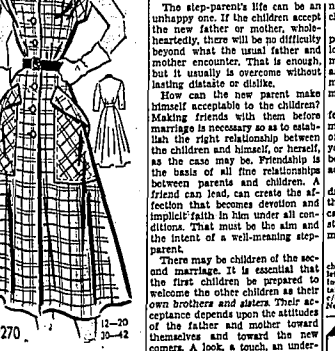 The step-parent's life can be an
unhappy one. If the children accept
the new father or mother, whole-
heartedly, there will be no difficulty
beyond what the usual father and
mother encounter. That is enough,
but it usually is overcome without
lasting distaste or dislike.
How can the new parent make
himself acceptable to the children?
Making friends with them before
marriage is necessary so as to estab-
lish the right relationship between
the children and himself, or herself,
as the case may be. Friendship is
the basis of all fine relationships
between parents and children. A
friend can lead, can create the af-
fection that becomes devotion and
implicit faith in him under all con-
ditions. That must be the aim and
the intent of a well-meaning step-
parent.
There may be children of the sec-
ond marriage. It is essential that
the first children be prepared to
welcome the other children as their
own brothers and sisters. Their ac-
ceptance depends upon the attitudes
of the father and mother toward
themselves and toward the new
comers. A look, a touch, an under-
270
12—20
30—42